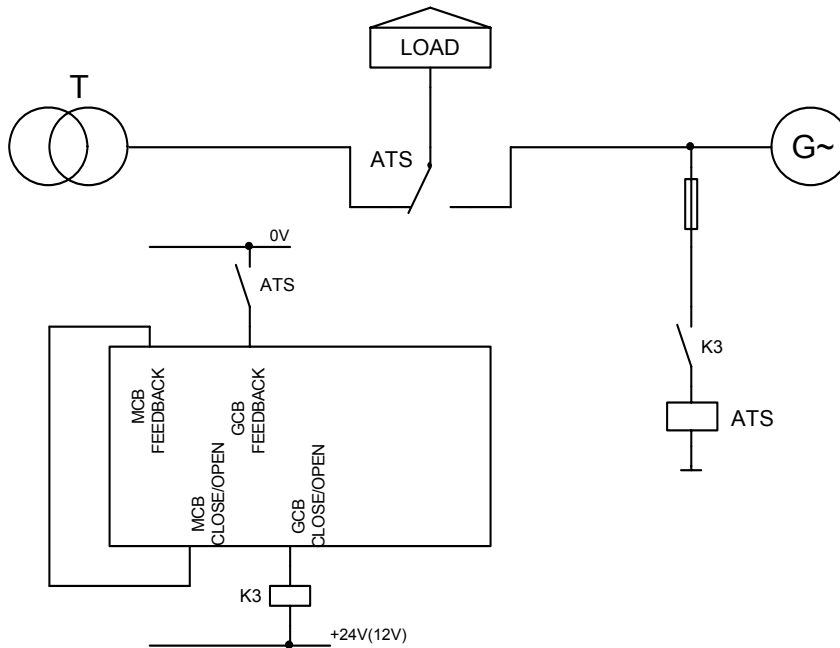 LOAD
T
ATS
G~
0V
ATS
K3
MCB
FEEDBACK
GCB
FEEDBACK
ATS
MCB
CLOSE/OPEN
GCB
CLOSE/OPEN
K3
+24V(12V)